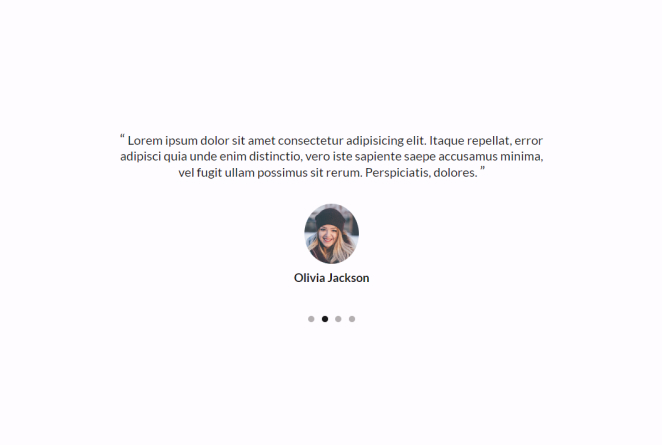 “ Lorem ipsum dolor sit amet consectetur adipisicing elit. Itaque repellat, error
adipisci quia unde enim distinctio, vero iste sapiente saepe accusamus minima,
vel fugit ullam possimus sit rerum. Perspiciatis, dolores. ”
Olivia Jackson